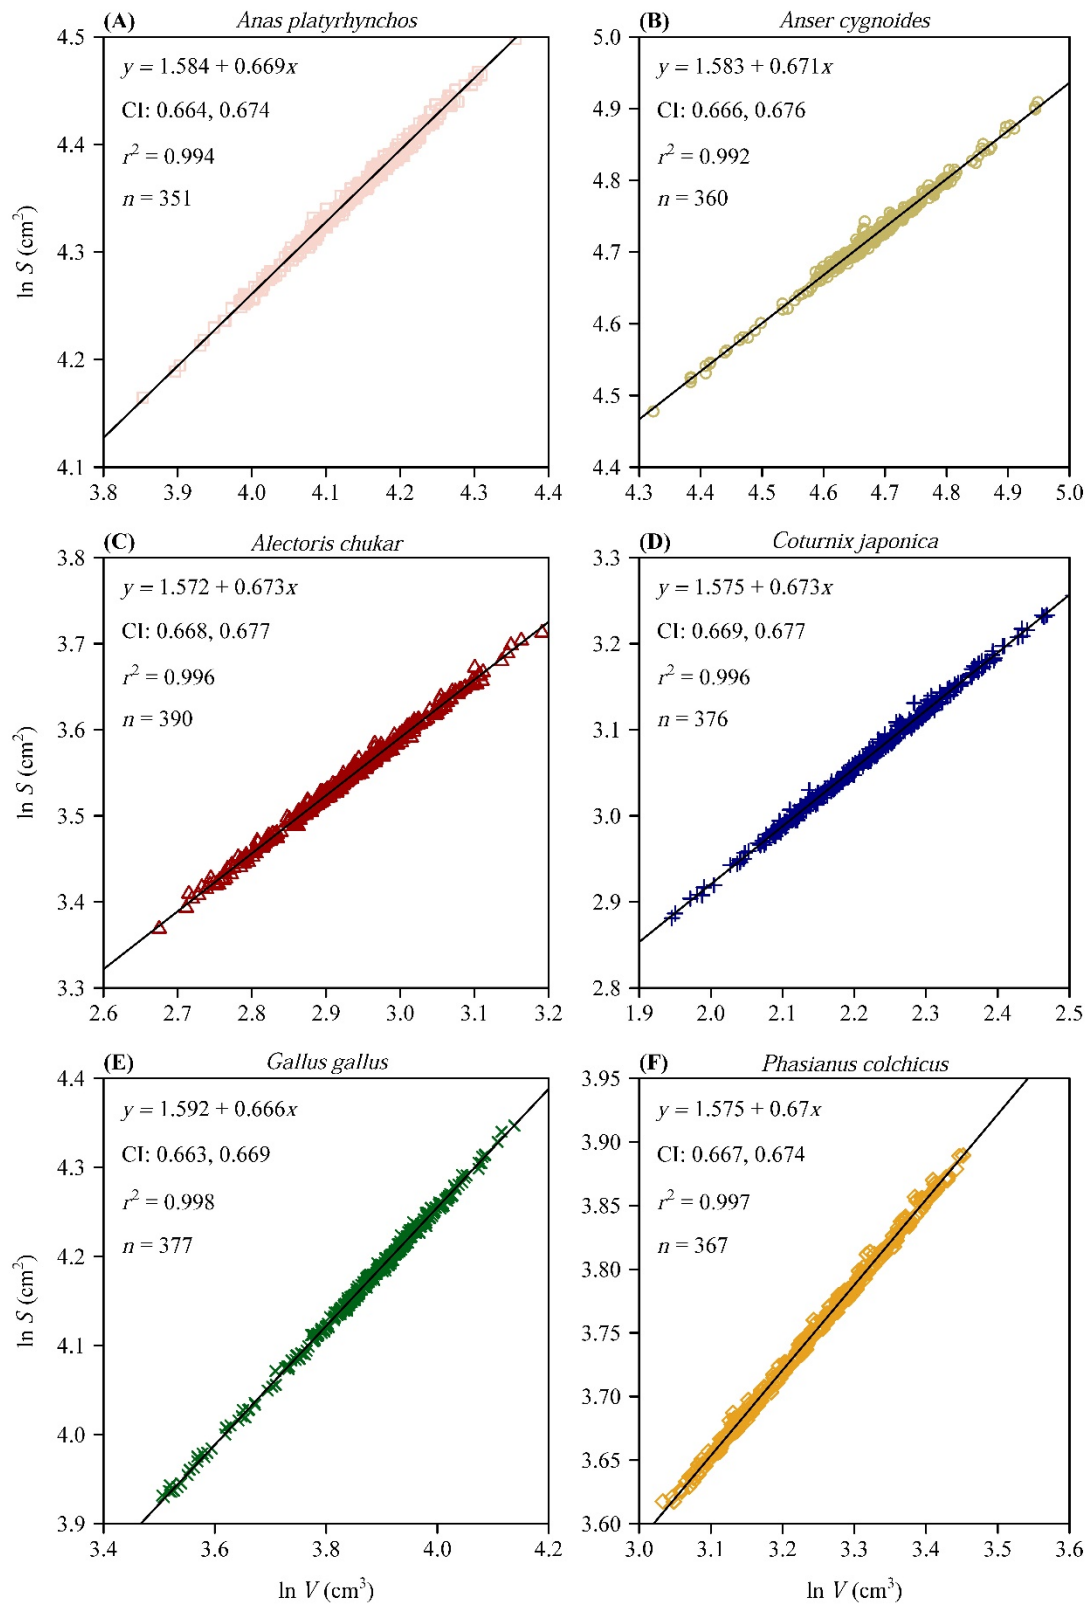 (A) Anas platyrhynchos
4.5
y = 1.584 + 0.669x
CI: 0.664, 0.674
r² = 0.994
n = 351
4.4
4.3
4.2
4.1
ln S (cm²)
3.8 3.9 4.0 4.1 4.2 4.3 4.4
(B) Anser cygnoides
5.0
y = 1.583 + 0.671x
CI: 0.666, 0.676
r² = 0.992
n = 360
4.9
4.8
4.7
4.6
4.5
4.4
4.3 4.4 4.5 4.6 4.7 4.8 4.9 5.0
(C) Alectoris chukar
3.8
y = 1.572 + 0.673x
CI: 0.668, 0.677
r² = 0.996
n = 390
3.7
3.6
3.5
3.4
3.3
ln S (cm²)
2.6 2.7 2.8 2.9 3.0 3.1 3.2
(D) Coturnix japonica
3.3
y = 1.575 + 0.673x
CI: 0.669, 0.677
r² = 0.996
n = 376
3.2
3.1
3.0
2.9
2.8
1.9 2.0 2.1 2.2 2.3 2.4 2.5
(E) Gallus gallus
4.4
y = 1.592 + 0.666x
CI: 0.663, 0.669
r² = 0.998
n = 377
4.3
4.2
4.1
4.0
3.9
ln S (cm²)
3.4 3.6 3.8 4.0 4.2
ln V (cm³)
(F) Phasianus colchicus
3.95
y = 1.575 + 0.67x
CI: 0.667, 0.674
r² = 0.997
n = 367
3.90
3.85
3.80
3.75
3.70
3.65
3.60
3.0 3.1 3.2 3.3 3.4 3.5 3.6
ln V (cm³)